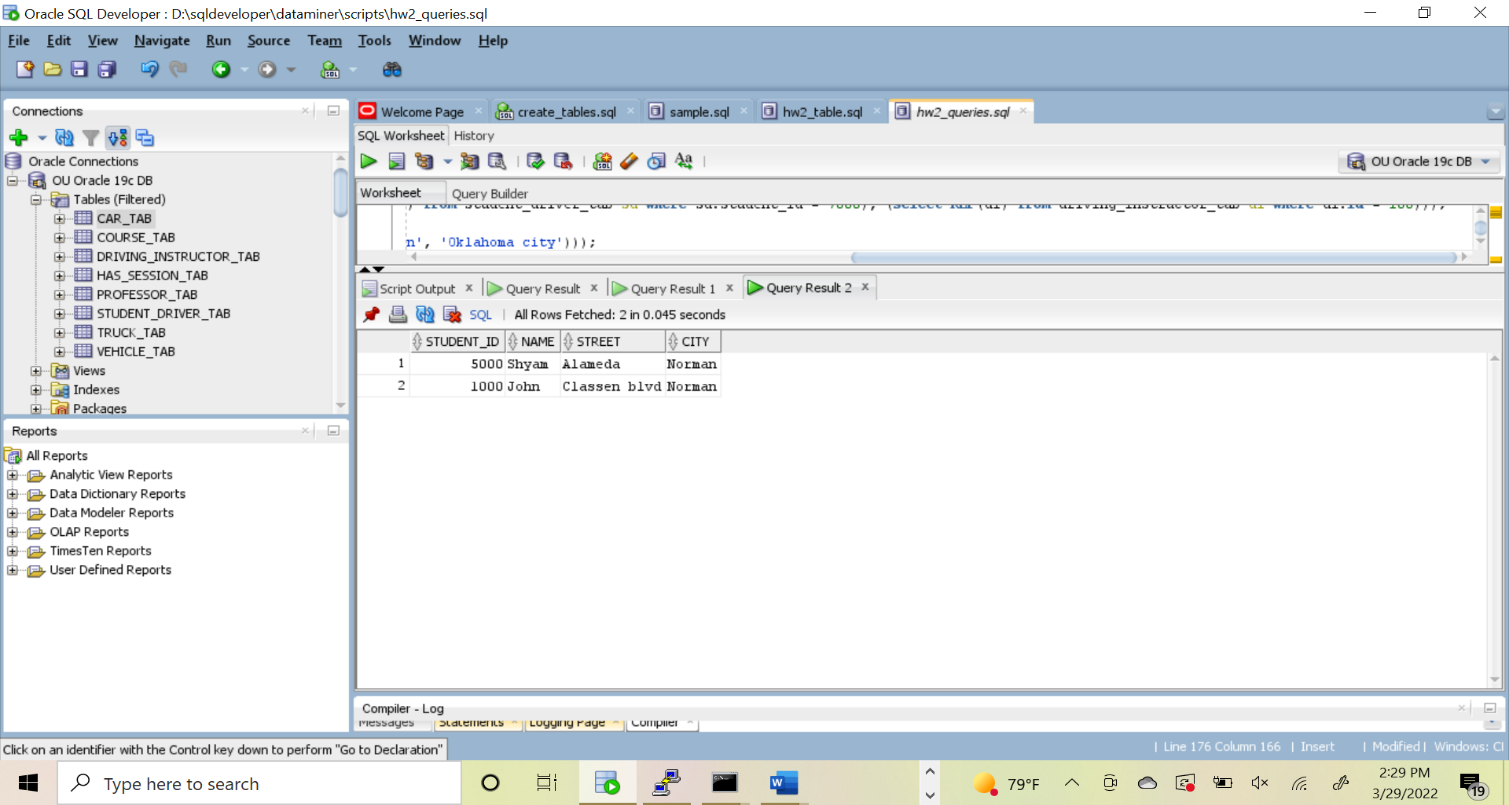 Oracle SQL Developer : D:\sqldeveloper\dataminer\scripts\hw2_queries.sql
File Edit View Navigate Run Source Team Tools Window Help
Connections
Oracle Connections
OU Oracle 19c DB
Tables (Filtered)
CAR_TAB
COURSE_TAB
DRIVING_INSTRUCTOR_TAB
HAS_SESSION_TAB
PROFESSOR_TAB
STUDENT_DRIVER_TAB
TRUCK_TAB
VEHICLE_TAB
Views
Indexes
Packages
Reports
All Reports
Analytic View Reports
Data Dictionary Reports
Data Modeler Reports
OLAP Reports
TimesTen Reports
User Defined Reports
Welcome Page create_tables.sql sample.sql hw2_table.sql hw2_queries.sql
SQL Worksheet History
OU Oracle 19c DB
Worksheet Query Builder
n', 'Oklahoma city')));
Script Output Query Result Query Result 1 Query Result 2
SQL | All Rows Fetched: 2 in 0.045 seconds
STUDENT_ID NAME STREET CITY
1 5000 Shyam Alameda Norman
2 1000 John Classen blvd Norman
Compiler - Log
Messages Statements Logging Page Compiler
Click on an identifier with the Control key down to perform "Go to Declaration"
| Line 176 Column 166 | Insert | Modified | Windows: Cl
Type here to search
79°F
2:29 PM
3/29/2022
19